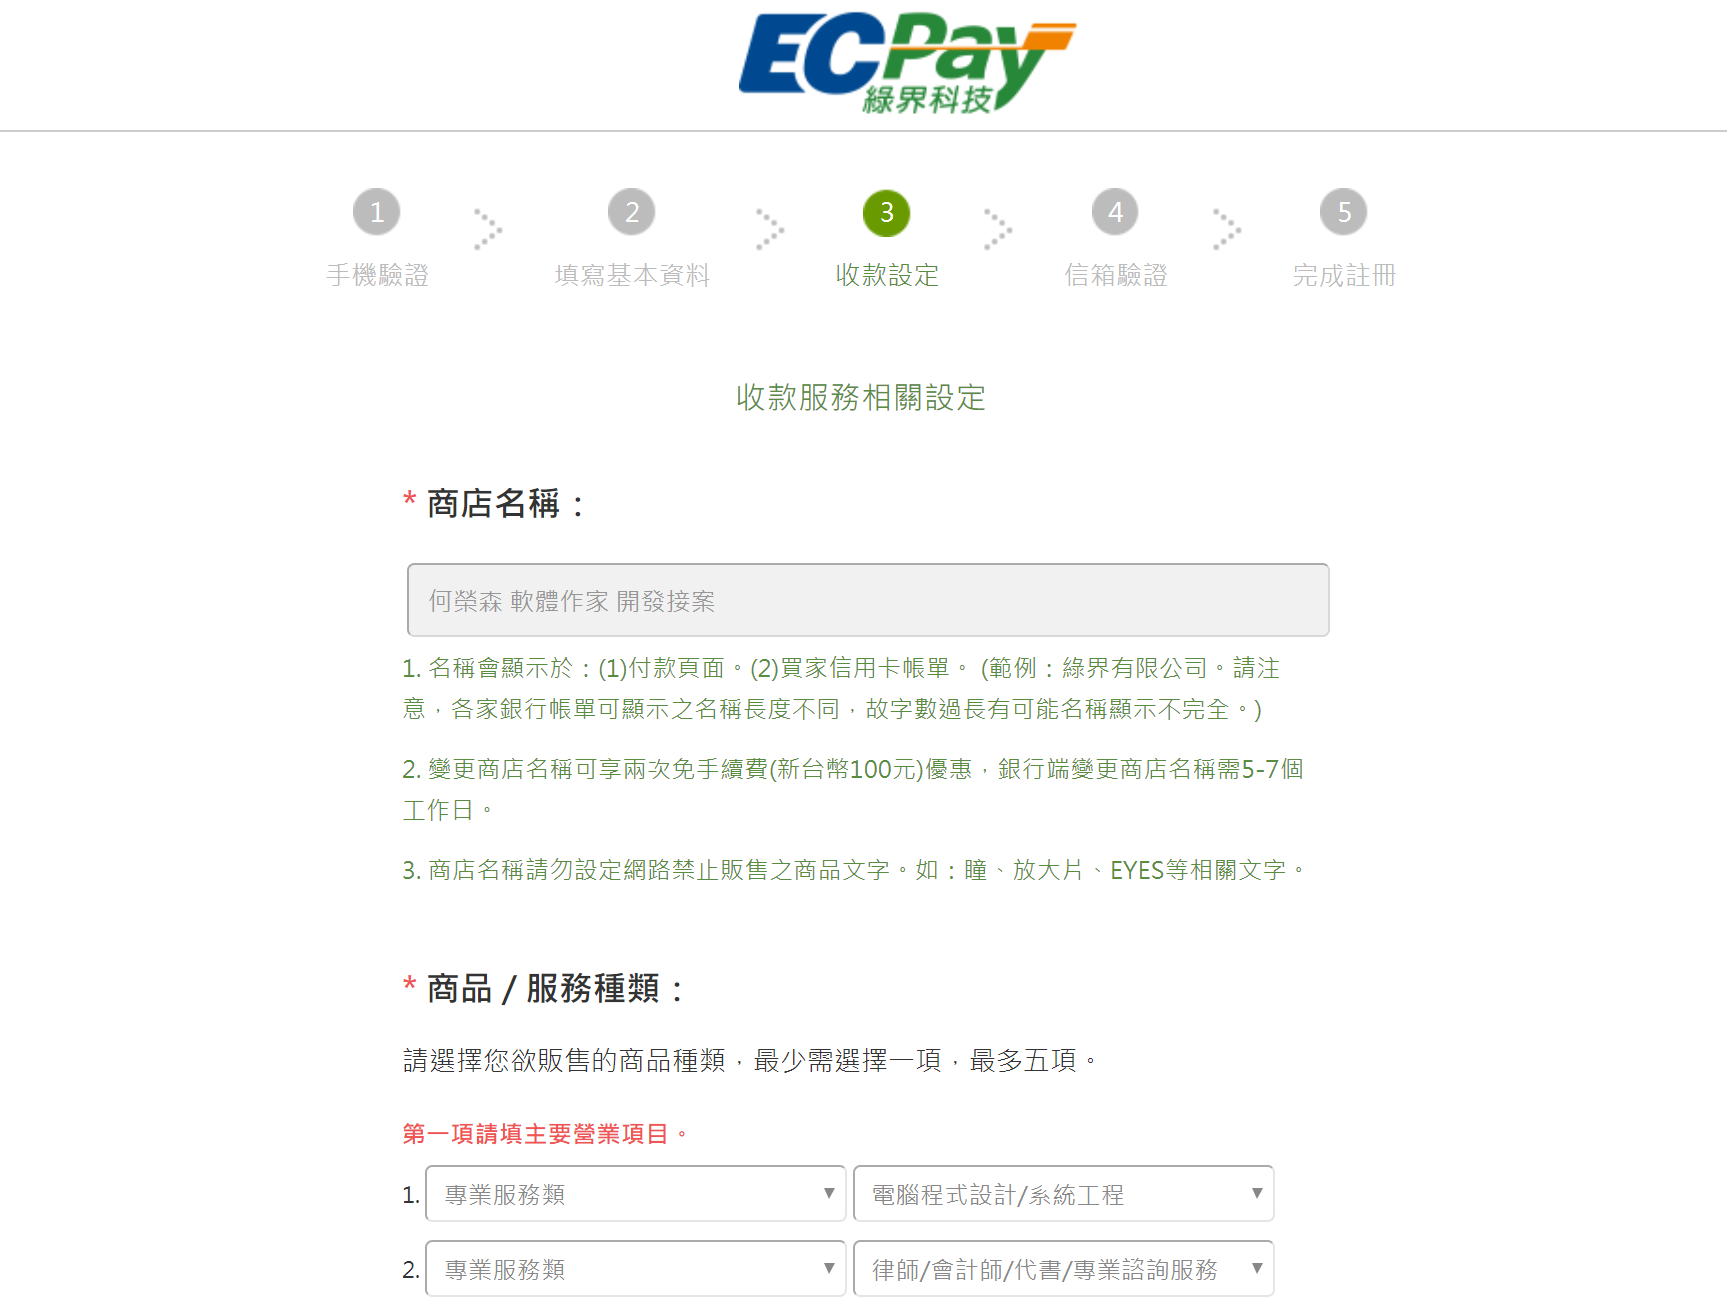 ECPay
綠界科技
1 2 3 4 5
手機驗證 填寫基本資料 收款設定 信箱驗證 完成註冊
收款服務相關設定
* 商店名稱：
何榮森 軟體作家 開發接案
1. 名稱會顯示於：(1)付款頁面。(2)買家信用卡帳單。 (範例：綠界有限公司。請注
意，各家銀行帳單可顯示之名稱長度不同，故字數過長有可能名稱顯示不完全。)
2. 變更商店名稱可享兩次免手續費(新台幣100元)優惠，銀行端變更商店名稱需5-7個
工作日。
3. 商店名稱請勿設定網路禁止販售之商品文字。如：瞳、放大片、EYES等相關文字。
* 商品 / 服務種類：
請選擇您欲販售的商品種類，最少需選擇一項，最多五項。
第一項請填主要營業項目。
1. 專業服務類 電腦程式設計/系統工程
2. 專業服務類 律師/會計師/代書/專業諮詢服務